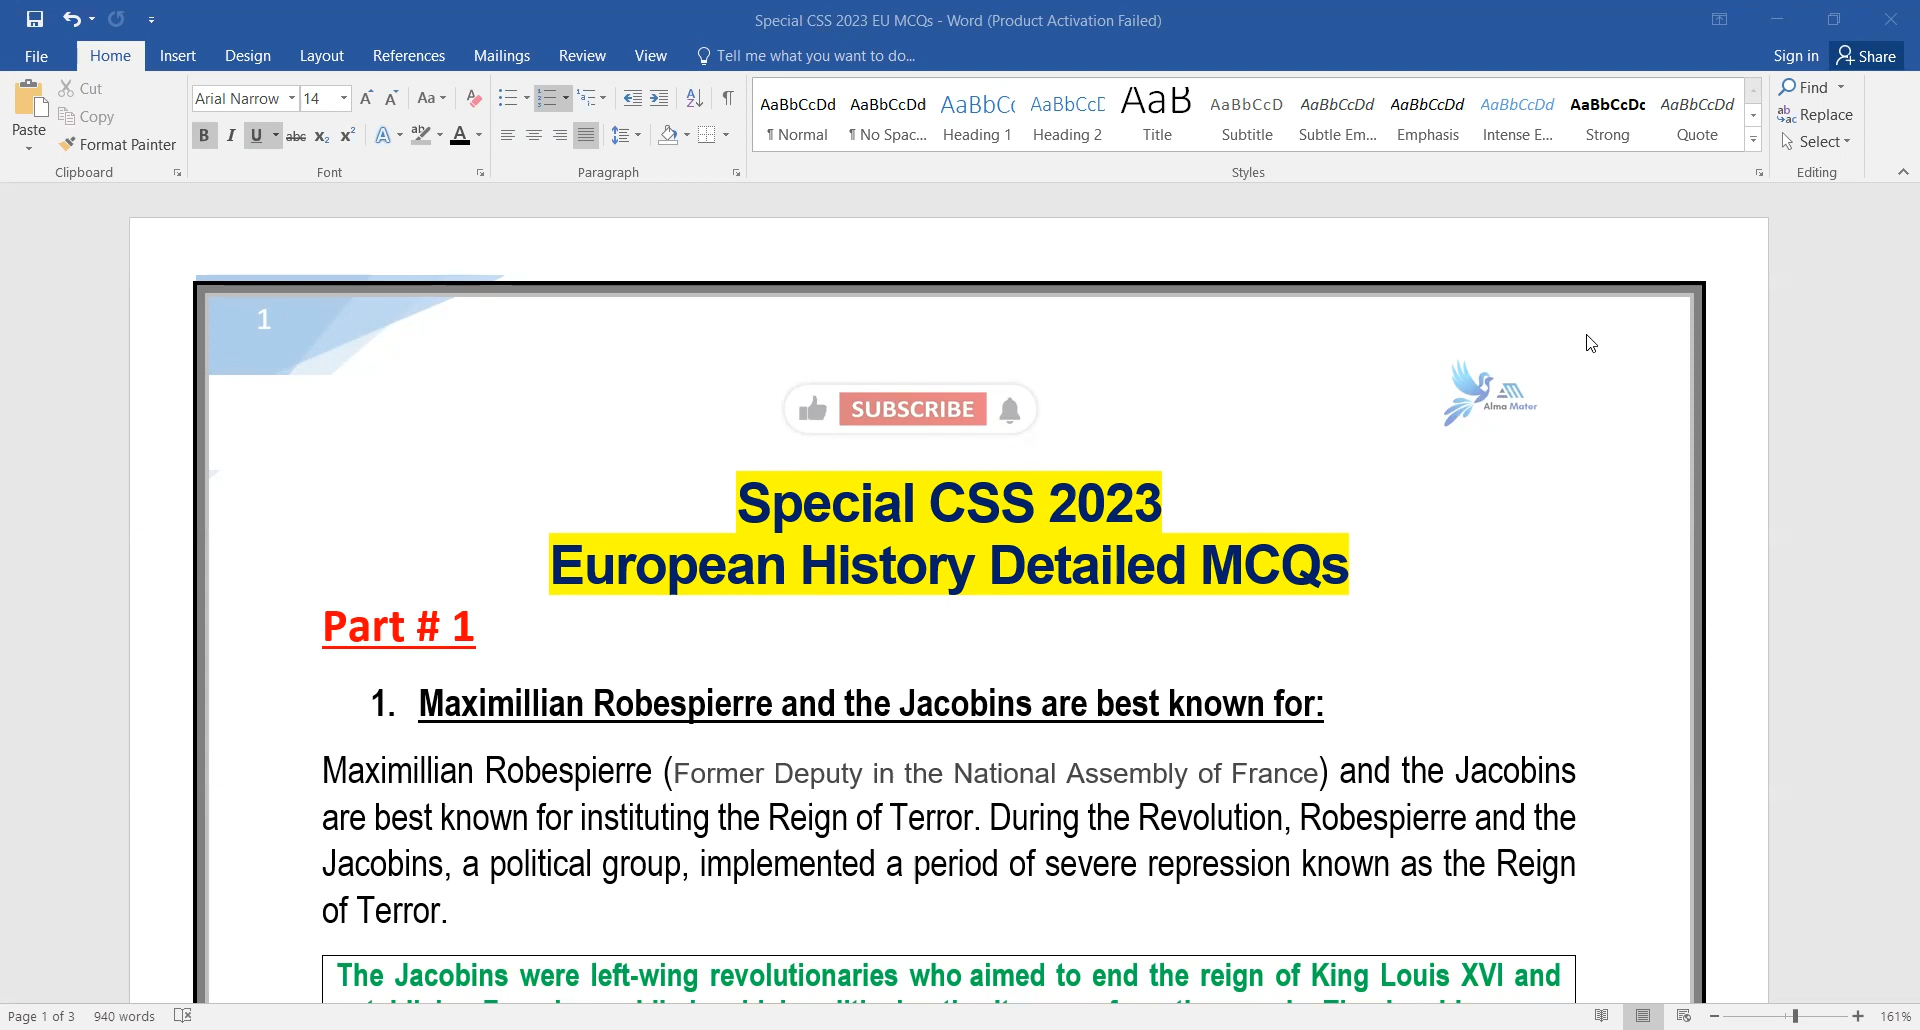 Special CSS 2023 EU MCQs - Word (Product Activation Failed)
File Home Insert Design Layout References Mailings Review View Tell me what you want to do... Sign in Share
Paste
Cut
Copy
Format Painter
Clipboard
Arial Narrow 14 A A Aa
B I U abc X₂ X² A ab A
Font
Paragraph
AaBbCcDd AaBbCcDd AaBbCc AaBbCcD AaB AaBbCcD AaBbCcDd AaBbCcDd AaBbCcDd AaBbCcDc AaBbCcDd
¶ Normal ¶ No Spac... Heading 1 Heading 2 Title Subtitle Subtle Em... Emphasis Intense E... Strong Quote
Styles
Find
Replace
Select
Editing
1
SUBSCRIBE
AM
Alma Mater
Special CSS 2023
European History Detailed MCQs
Part # 1
1. Maximillian Robespierre and the Jacobins are best known for:
Maximillian Robespierre (Former Deputy in the National Assembly of France) and the Jacobins
are best known for instituting the Reign of Terror. During the Revolution, Robespierre and the
Jacobins, a political group, implemented a period of severe repression known as the Reign
of Terror.
The Jacobins were left-wing revolutionaries who aimed to end the reign of King Louis XVI and
Page 1 of 3 940 words 161%